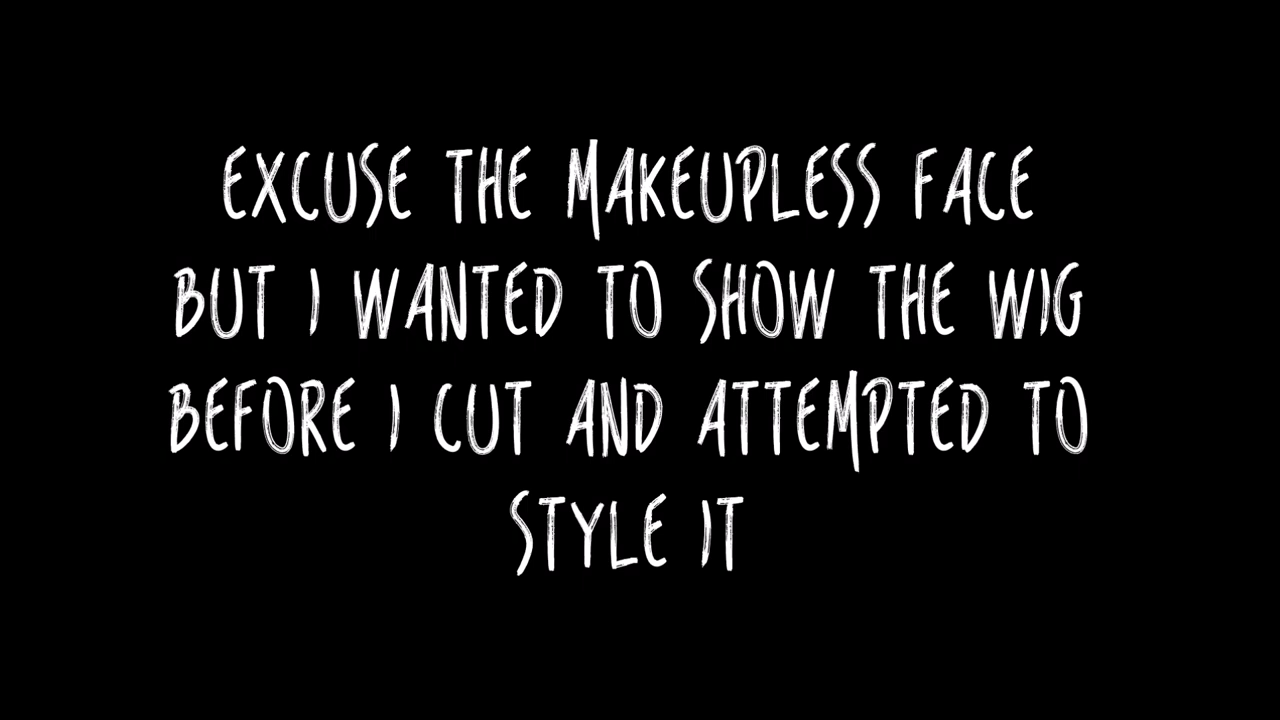 EXCUSE THE MAKEUPLESS FACE
BUT I WANTED TO SHOW THE WIG
BEFORE I CUT AND ATTEMPTED TO
STYLE IT